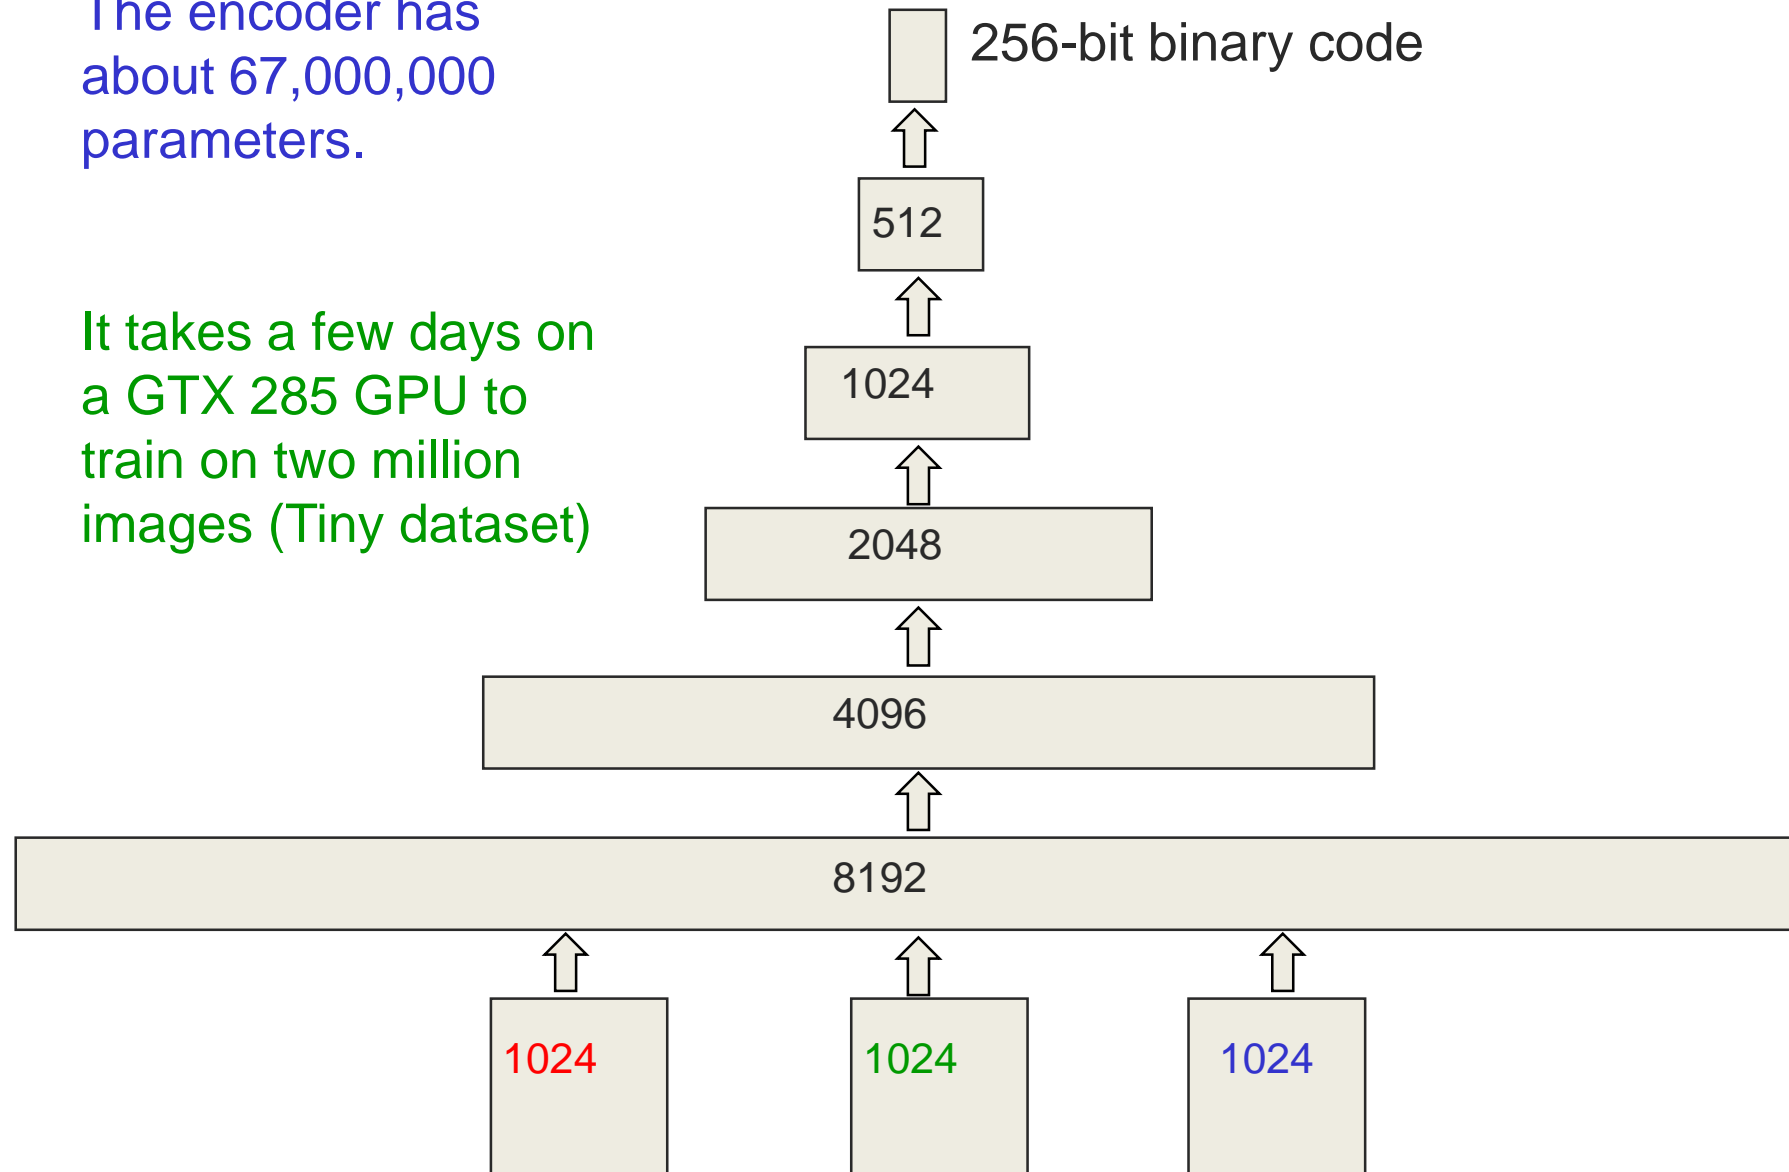 The encoder has
about 67,000,000
parameters.
256-bit binary code
512
It takes a few days on
a GTX 285 GPU to
train on two million
images (Tiny dataset)
1024
2048
4096
8192
1024
1024
1024